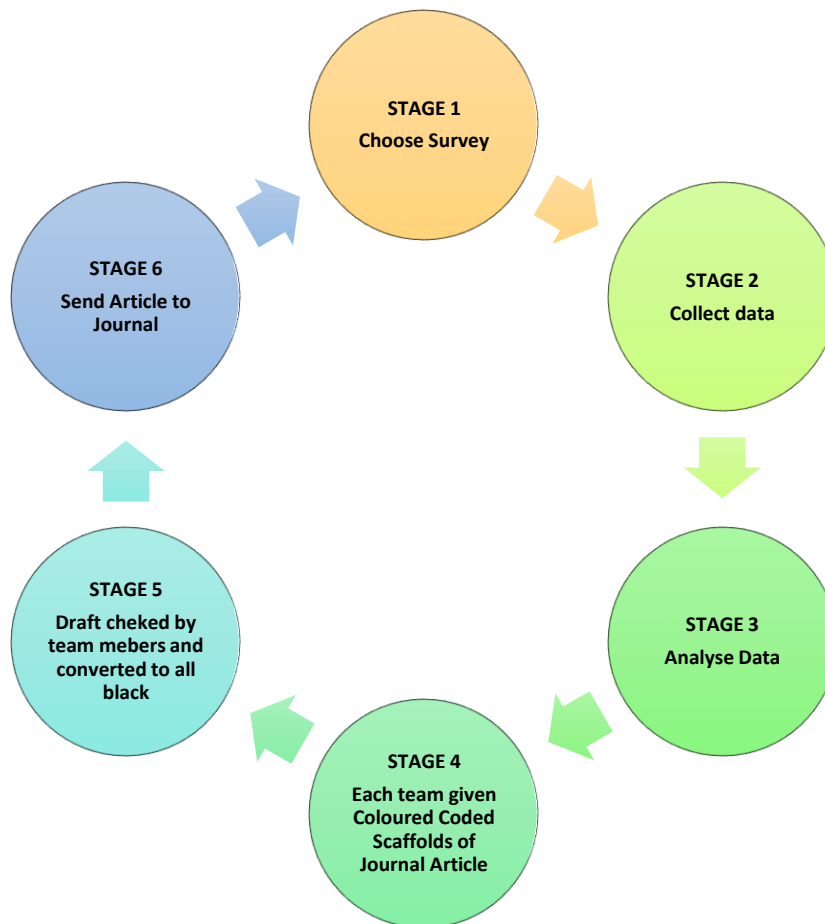 STAGE 1
Choose Survey
STAGE 2
Collect data
STAGE 3
Analyse Data
STAGE 4
Each team given
Coloured Coded
Scaffolds of
Journal Article
STAGE 5
Draft cheked by
team mebers and
converted to all
black
STAGE 6
Send Article to
Journal